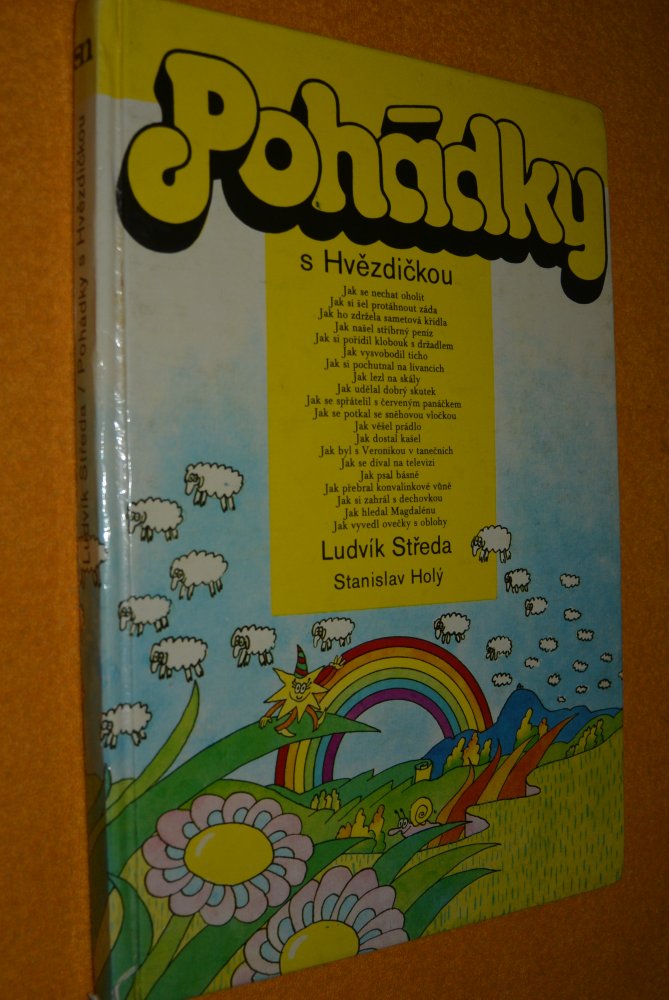 Pohádky
s Hvězdičkou
Jak se nechat oholit
Jak si šel protáhnout záda
Jak ho zdržela sametová křídla
Jak našel stříbrný peníz
Jak si pořídil klobouk s držadlem
Jak vysvobodil ticho
Jak si pochutnal na lívancích
Jak lezl na skály
Jak udělal dobrý skutek
Jak se spřátelil s červeným panáčkem
Jak se potkal se sněhovou vločkou
Jak věšel prádlo
Jak dostal kašel
Jak byl s Veronikou v tanečních
Jak se díval na televizi
Jak psal básně
Jak přebral konvalinkové vůně
Jak si zahrál s dechovkou
Jak hledal Magdalénu
Jak vyvedl ovečky s oblohy
Ludvík Středa
Stanislav Holý
Ludvík Středa / Pohádky s Hvězdičkou